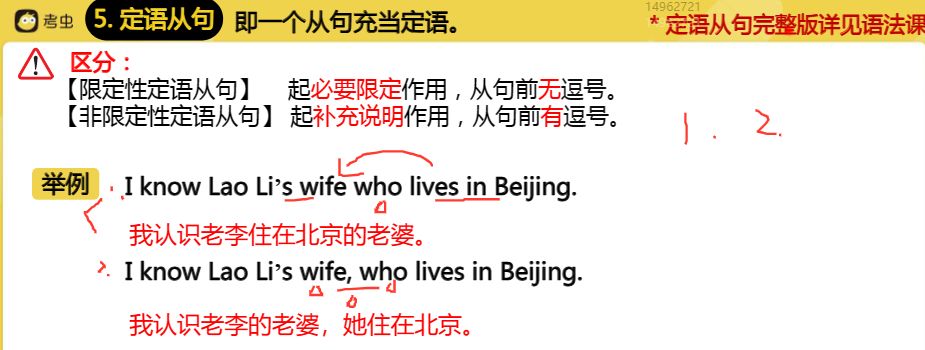 考虫 5. 定语从句 即一个从句充当定语。
14962721
* 定语从句完整版详见语法课
区分：
【限定性定语从句】 起必要限定作用，从句前无逗号。
【非限定性定语从句】 起补充说明作用，从句前有逗号。
1. 2.
举例 I know Lao Li's wife who lives in Beijing.
我认识老李住在北京的老婆。
2. I know Lao Li's wife, who lives in Beijing.
我认识老李的老婆，她住在北京。